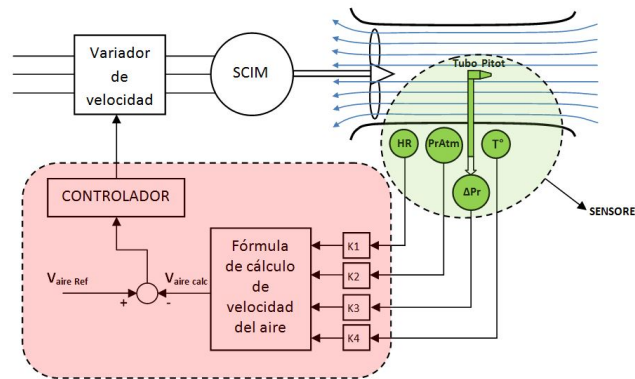 Variador
de
velocidad
SCIM
Tubo Pitot
HR
PrAtm
T°
ΔPr
SENSORE
CONTROLADOR
Fórmula
de cálculo
de
velocidad
del aire
K1
K2
K3
K4
Vaire Ref
+
-
Vaire calc